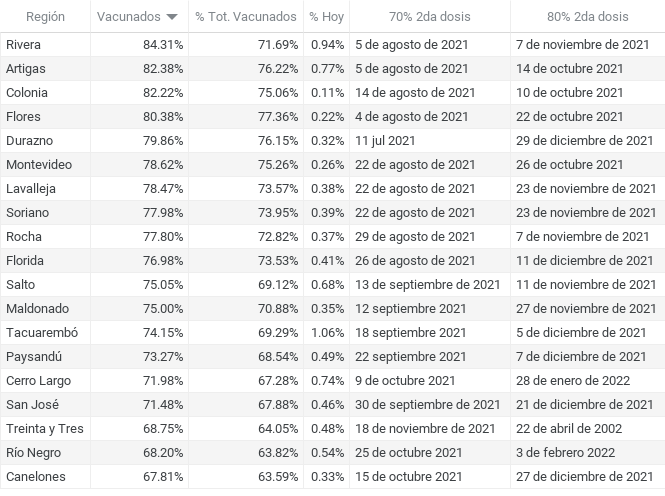 Región Vacunados % Tot. Vacunados % Hoy 70% 2da dosis 80% 2da dosis
Rivera 84.31% 71.69% 0.94% 5 de agosto de 2021 7 de noviembre de 2021
Artigas 82.38% 76.22% 0.77% 5 de agosto de 2021 14 de octubre 2021
Colonia 82.22% 75.06% 0.11% 14 de agosto de 2021 10 de octubre 2021
Flores 80.38% 77.36% 0.22% 4 de agosto de 2021 22 de octubre 2021
Durazno 79.86% 76.15% 0.32% 11 jul 2021 29 de diciembre de 2021
Montevideo 78.62% 75.26% 0.26% 22 de agosto de 2021 26 de octubre 2021
Lavalleja 78.47% 73.57% 0.38% 22 de agosto de 2021 23 de noviembre de 2021
Soriano 77.98% 73.95% 0.39% 22 de agosto de 2021 23 de noviembre de 2021
Rocha 77.80% 72.82% 0.37% 29 de agosto de 2021 7 de noviembre de 2021
Florida 76.98% 73.53% 0.41% 26 de agosto de 2021 11 de diciembre de 2021
Salto 75.05% 69.12% 0.68% 13 de septiembre de 2021 11 de noviembre de 2021
Maldonado 75.00% 70.88% 0.35% 12 septiembre 2021 27 de noviembre de 2021
Tacuarembó 74.15% 69.29% 1.06% 18 septiembre 2021 5 de diciembre de 2021
Paysandú 73.27% 68.54% 0.49% 22 septiembre 2021 7 de diciembre de 2021
Cerro Largo 71.98% 67.28% 0.74% 9 de octubre 2021 28 de enero de 2022
San José 71.48% 67.88% 0.46% 30 de septiembre de 2021 21 de diciembre de 2021
Treinta y Tres 68.75% 64.05% 0.48% 18 de noviembre de 2021 22 de abril de 2002
Río Negro 68.20% 63.82% 0.54% 25 de octubre 2021 3 de febrero 2022
Canelones 67.81% 63.59% 0.33% 15 de octubre 2021 27 de diciembre de 2021